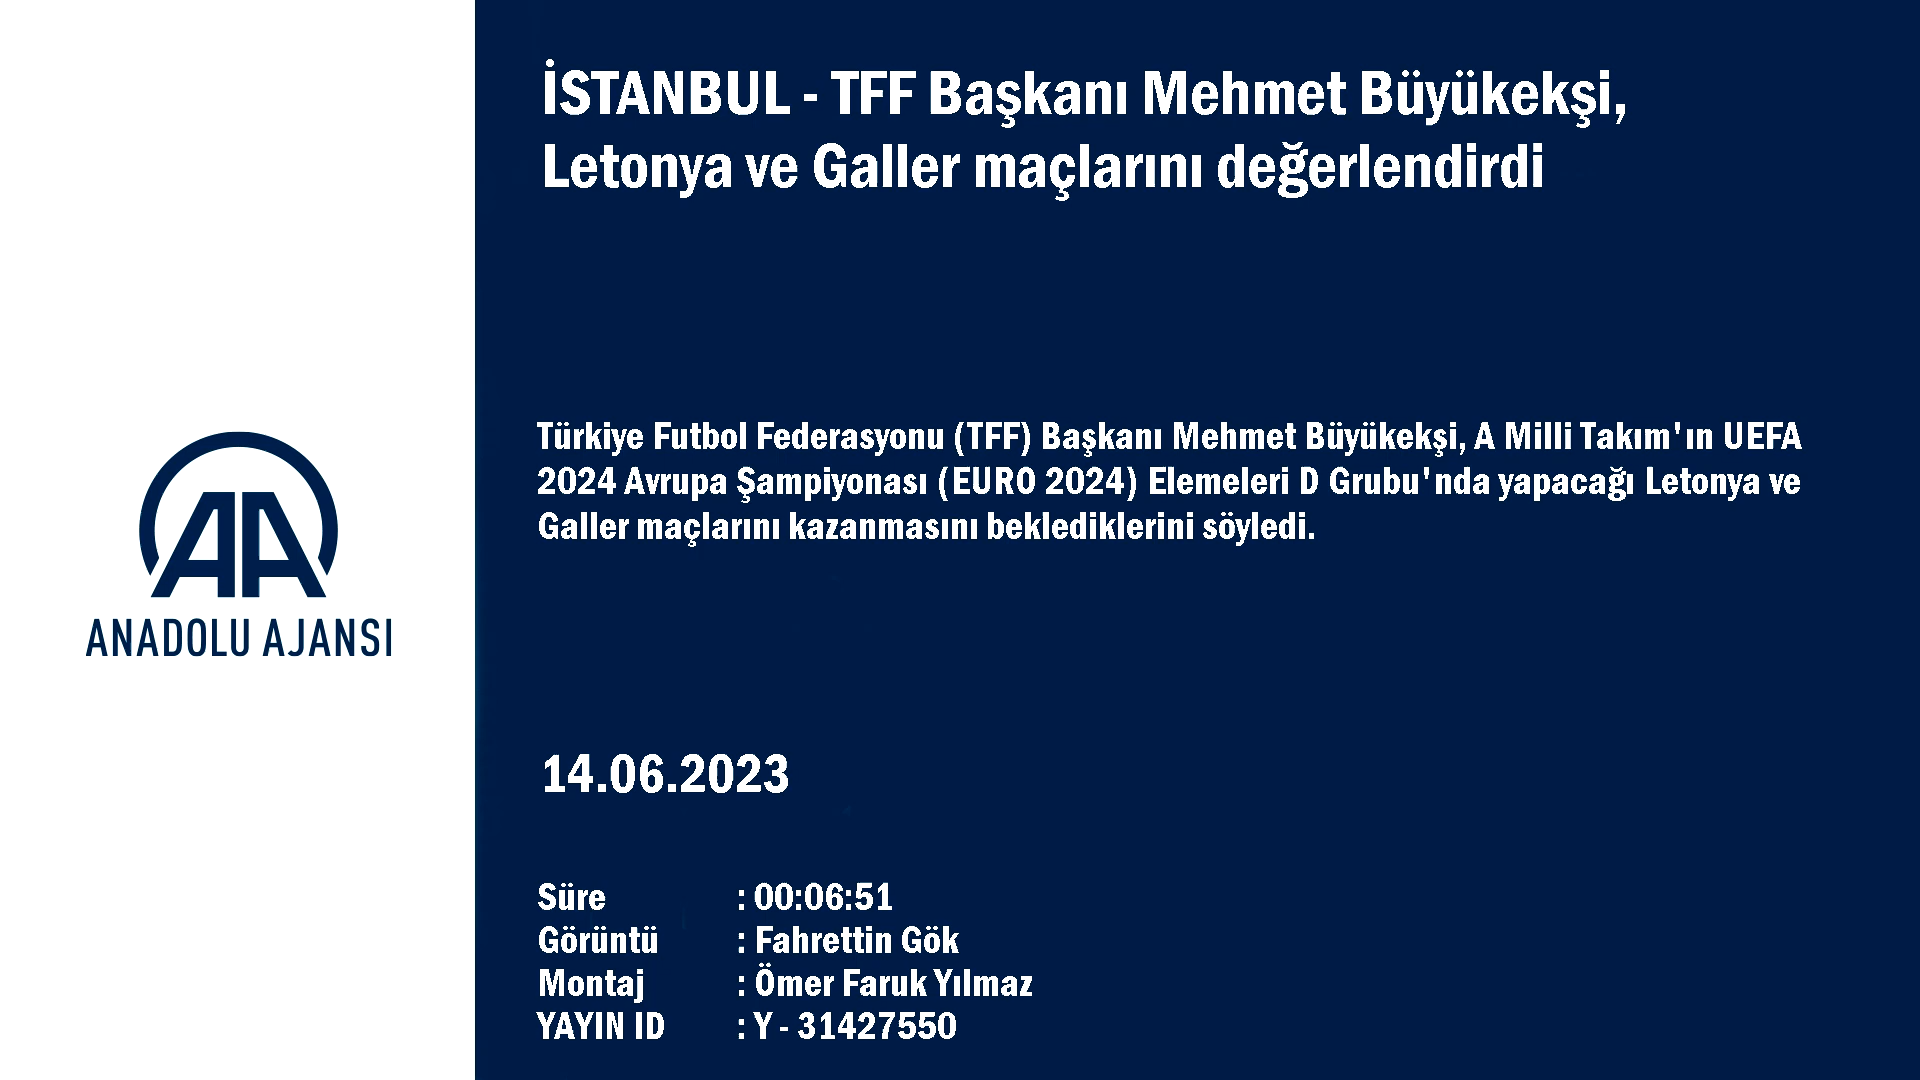 İSTANBUL - TFF Başkanı Mehmet Büyükekşi,
Letonya ve Galler maçlarını değerlendirdi
Türkiye Futbol Federasyonu (TFF) Başkanı Mehmet Büyükekşi, A Milli Takım'ın UEFA
2024 Avrupa Şampiyonası (EURO 2024) Elemeleri D Grubu'nda yapacağı Letonya ve
Galler maçlarını kazanmasını beklediklerini söyledi.
AA
ANADOLU AJANSI
14.06.2023
Süre : 00:06:51
Görüntü : Fahrettin Gök
Montaj : Ömer Faruk Yılmaz
YAYIN ID : Y - 31427550